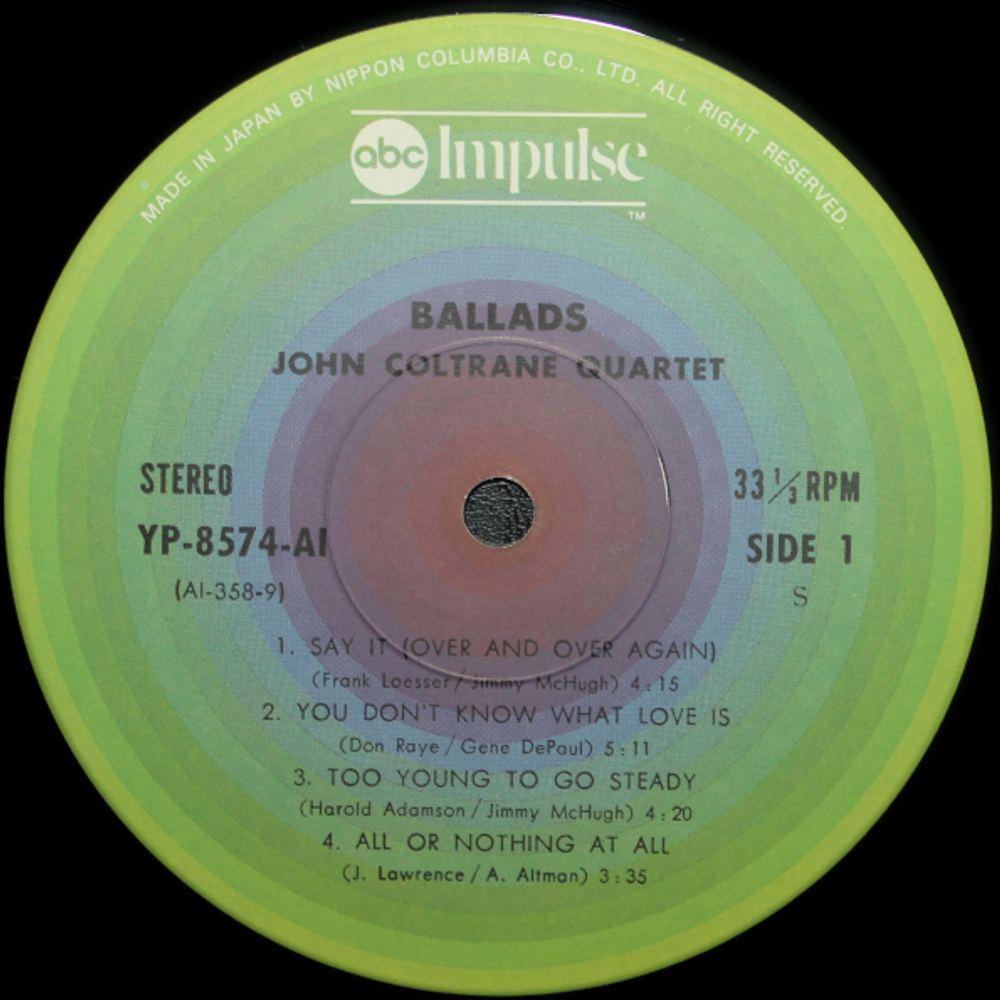 MADE IN JAPAN BY NIPPON COLUMBIA CO., LTD. ALL RIGHT RESERVED.
abc Impulse
TM
BALLADS
JOHN COLTRANE QUARTET
STEREO
33 1/3 RPM
YP-8574-AI
SIDE 1
(AI-358-9)
S
1. SAY IT (OVER AND OVER AGAIN)
(Frank Loesser / Jimmy McHugh) 4:15
2. YOU DON'T KNOW WHAT LOVE IS
(Don Raye / Gene DePaul) 5:11
3. TOO YOUNG TO GO STEADY
(Harold Adamson / Jimmy McHugh) 4:20
4. ALL OR NOTHING AT ALL
(J. Lawrence / A. Altman) 3:35